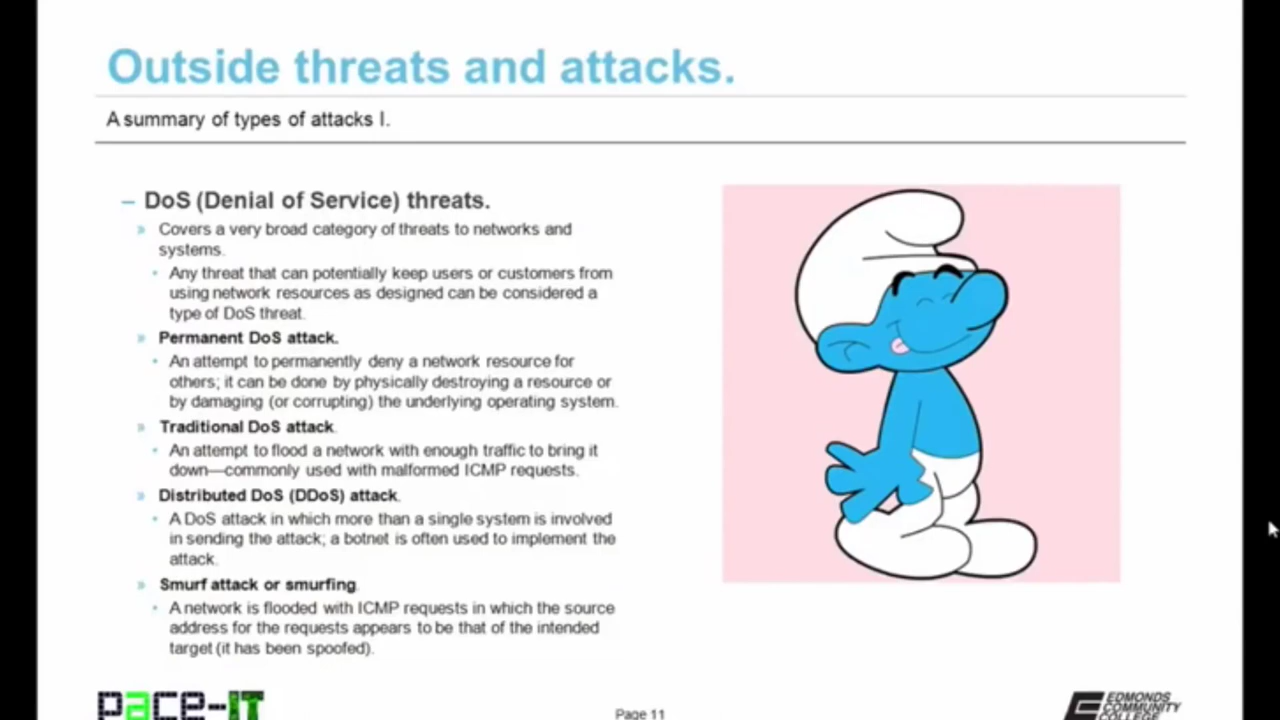 Outside threats and attacks.
A summary of types of attacks I.
– DoS (Denial of Service) threats.
» Covers a very broad category of threats to networks and
systems.
• Any threat that can potentially keep users or customers from
using network resources as designed can be considered a
type of DoS threat.
» Permanent DoS attack.
• An attempt to permanently deny a network resource for
others; it can be done by physically destroying a resource or
by damaging (or corrupting) the underlying operating system.
» Traditional DoS attack.
• An attempt to flood a network with enough traffic to bring it
down—commonly used with malformed ICMP requests.
» Distributed DoS (DDoS) attack.
• A DoS attack in which more than a single system is involved
in sending the attack; a botnet is often used to implement the
attack.
» Smurf attack or smurfing.
• A network is flooded with ICMP requests in which the source
address for the requests appears to be that of the intended
target (it has been spoofed).
pace-IT
Page 11
EDMONDS
COMMUNITY
COLLEGE